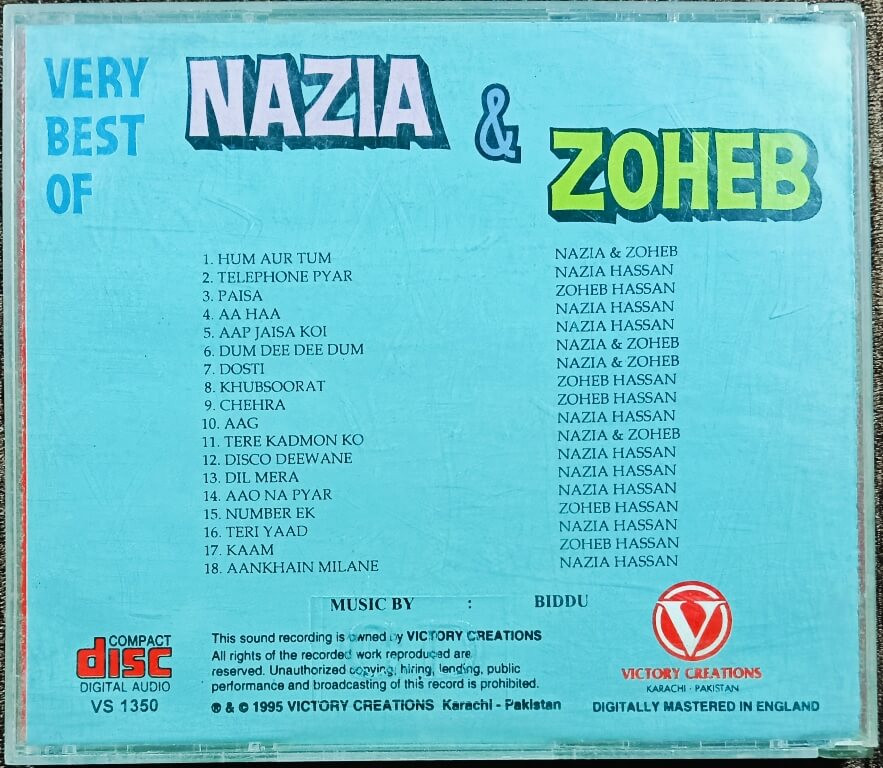 VERY
BEST
OF
NAZIA
&
ZOHEB
1. HUM AUR TUM NAZIA & ZOHEB
2. TELEPHONE PYAR NAZIA HASSAN
3. PAISA ZOHEB HASSAN
4. AA HAA NAZIA HASSAN
5. AAP JAISA KOI NAZIA HASSAN
6. DUM DEE DEE DUM NAZIA & ZOHEB
7. DOSTI NAZIA & ZOHEB
8. KHUBSOORAT ZOHEB HASSAN
9. CHEHRA ZOHEB HASSAN
10. AAG NAZIA HASSAN
11. TERE KADMON KO NAZIA & ZOHEB
12. DISCO DEEWANE NAZIA HASSAN
13. DIL MERA NAZIA HASSAN
14. AAO NA PYAR NAZIA HASSAN
15. NUMBER EK ZOHEB HASSAN
16. TERI YAAD NAZIA HASSAN
17. KAAM ZOHEB HASSAN
18. AANKHAIN MILANE NAZIA HASSAN
MUSIC BY : BIDDU
COMPACT
disc
DIGITAL AUDIO
VS 1350
This sound recording is owned by VICTORY CREATIONS
All rights of the recorded work reproduced are
reserved. Unauthorized copying, hiring, lending, public
performance and broadcasting of this record is prohibited.
℗ & © 1995 VICTORY CREATIONS Karachi - Pakistan
V
VICTORY CREATIONS
KARACHI - PAKISTAN
DIGITALLY MASTERED IN ENGLAND